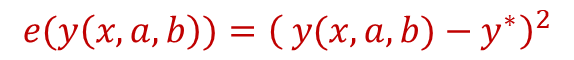 e(y(x, a, b)) = ( y(x, a, b) − y*)²